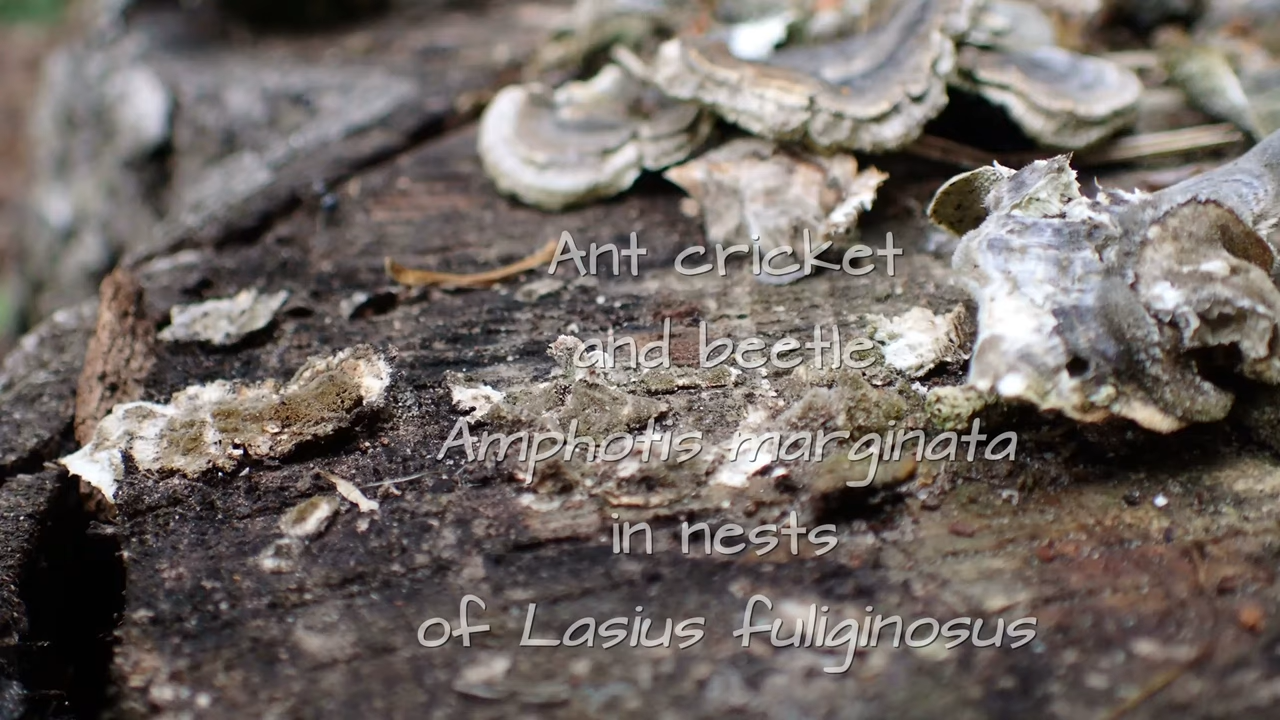 Ant cricket
and beetle
Amphotis marginata
in nests
of Lasius fuliginosus